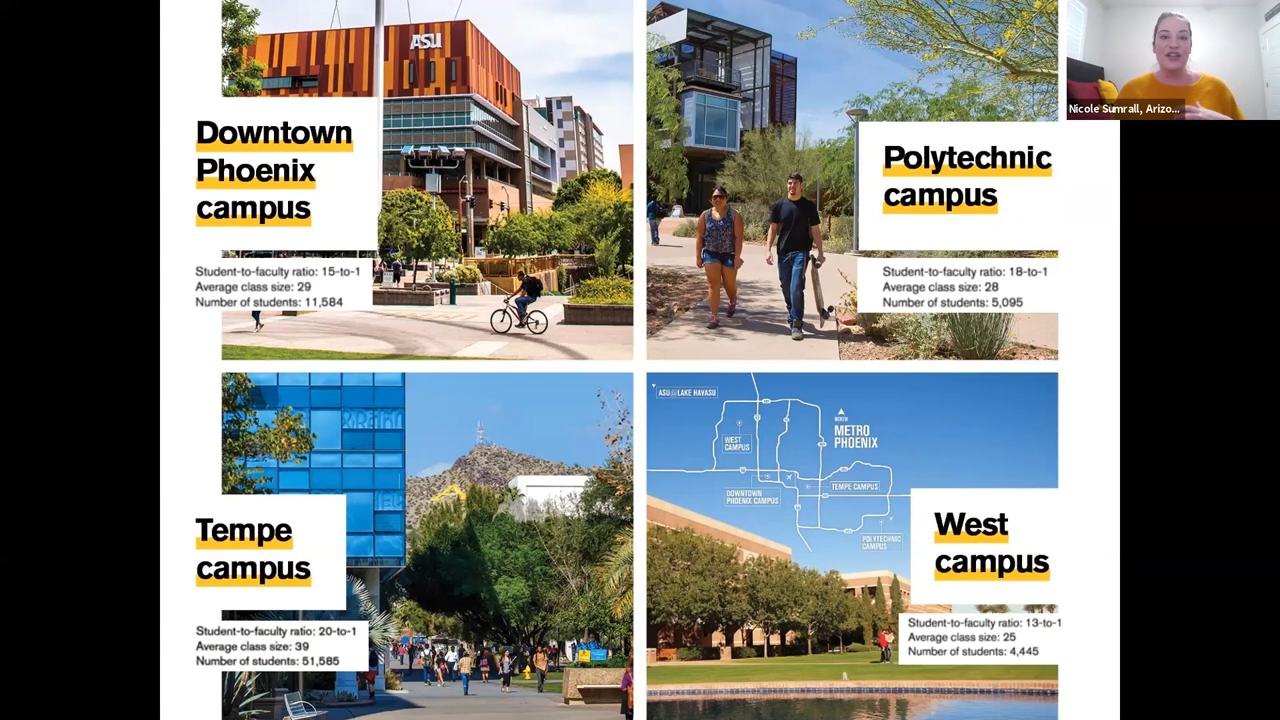 ASU
Downtown
Phoenix
campus
Student-to-faculty ratio: 15-to-1
Average class size: 29
Number of students: 11,584
Polytechnic
campus
Student-to-faculty ratio: 18-to-1
Average class size: 28
Number of students: 5,095
Nicole Sumrall, Arizo...
Tempe
campus
Student-to-faculty ratio: 20-to-1
Average class size: 39
Number of students: 51,585
ASU@LAKE HAVASU
NORTH
METRO
PHOENIX
WEST
CAMPUS
DOWNTOWN
PHOENIX CAMPUS
TEMPE CAMPUS
POLYTECHNIC
CAMPUS
West
campus
Student-to-faculty ratio: 13-to-1
Average class size: 25
Number of students: 4,445